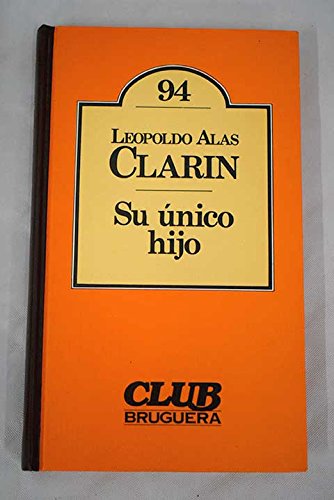 94
LEOPOLDO ALAS
CLARIN
Su único
hijo
CLUB
BRUGUERA